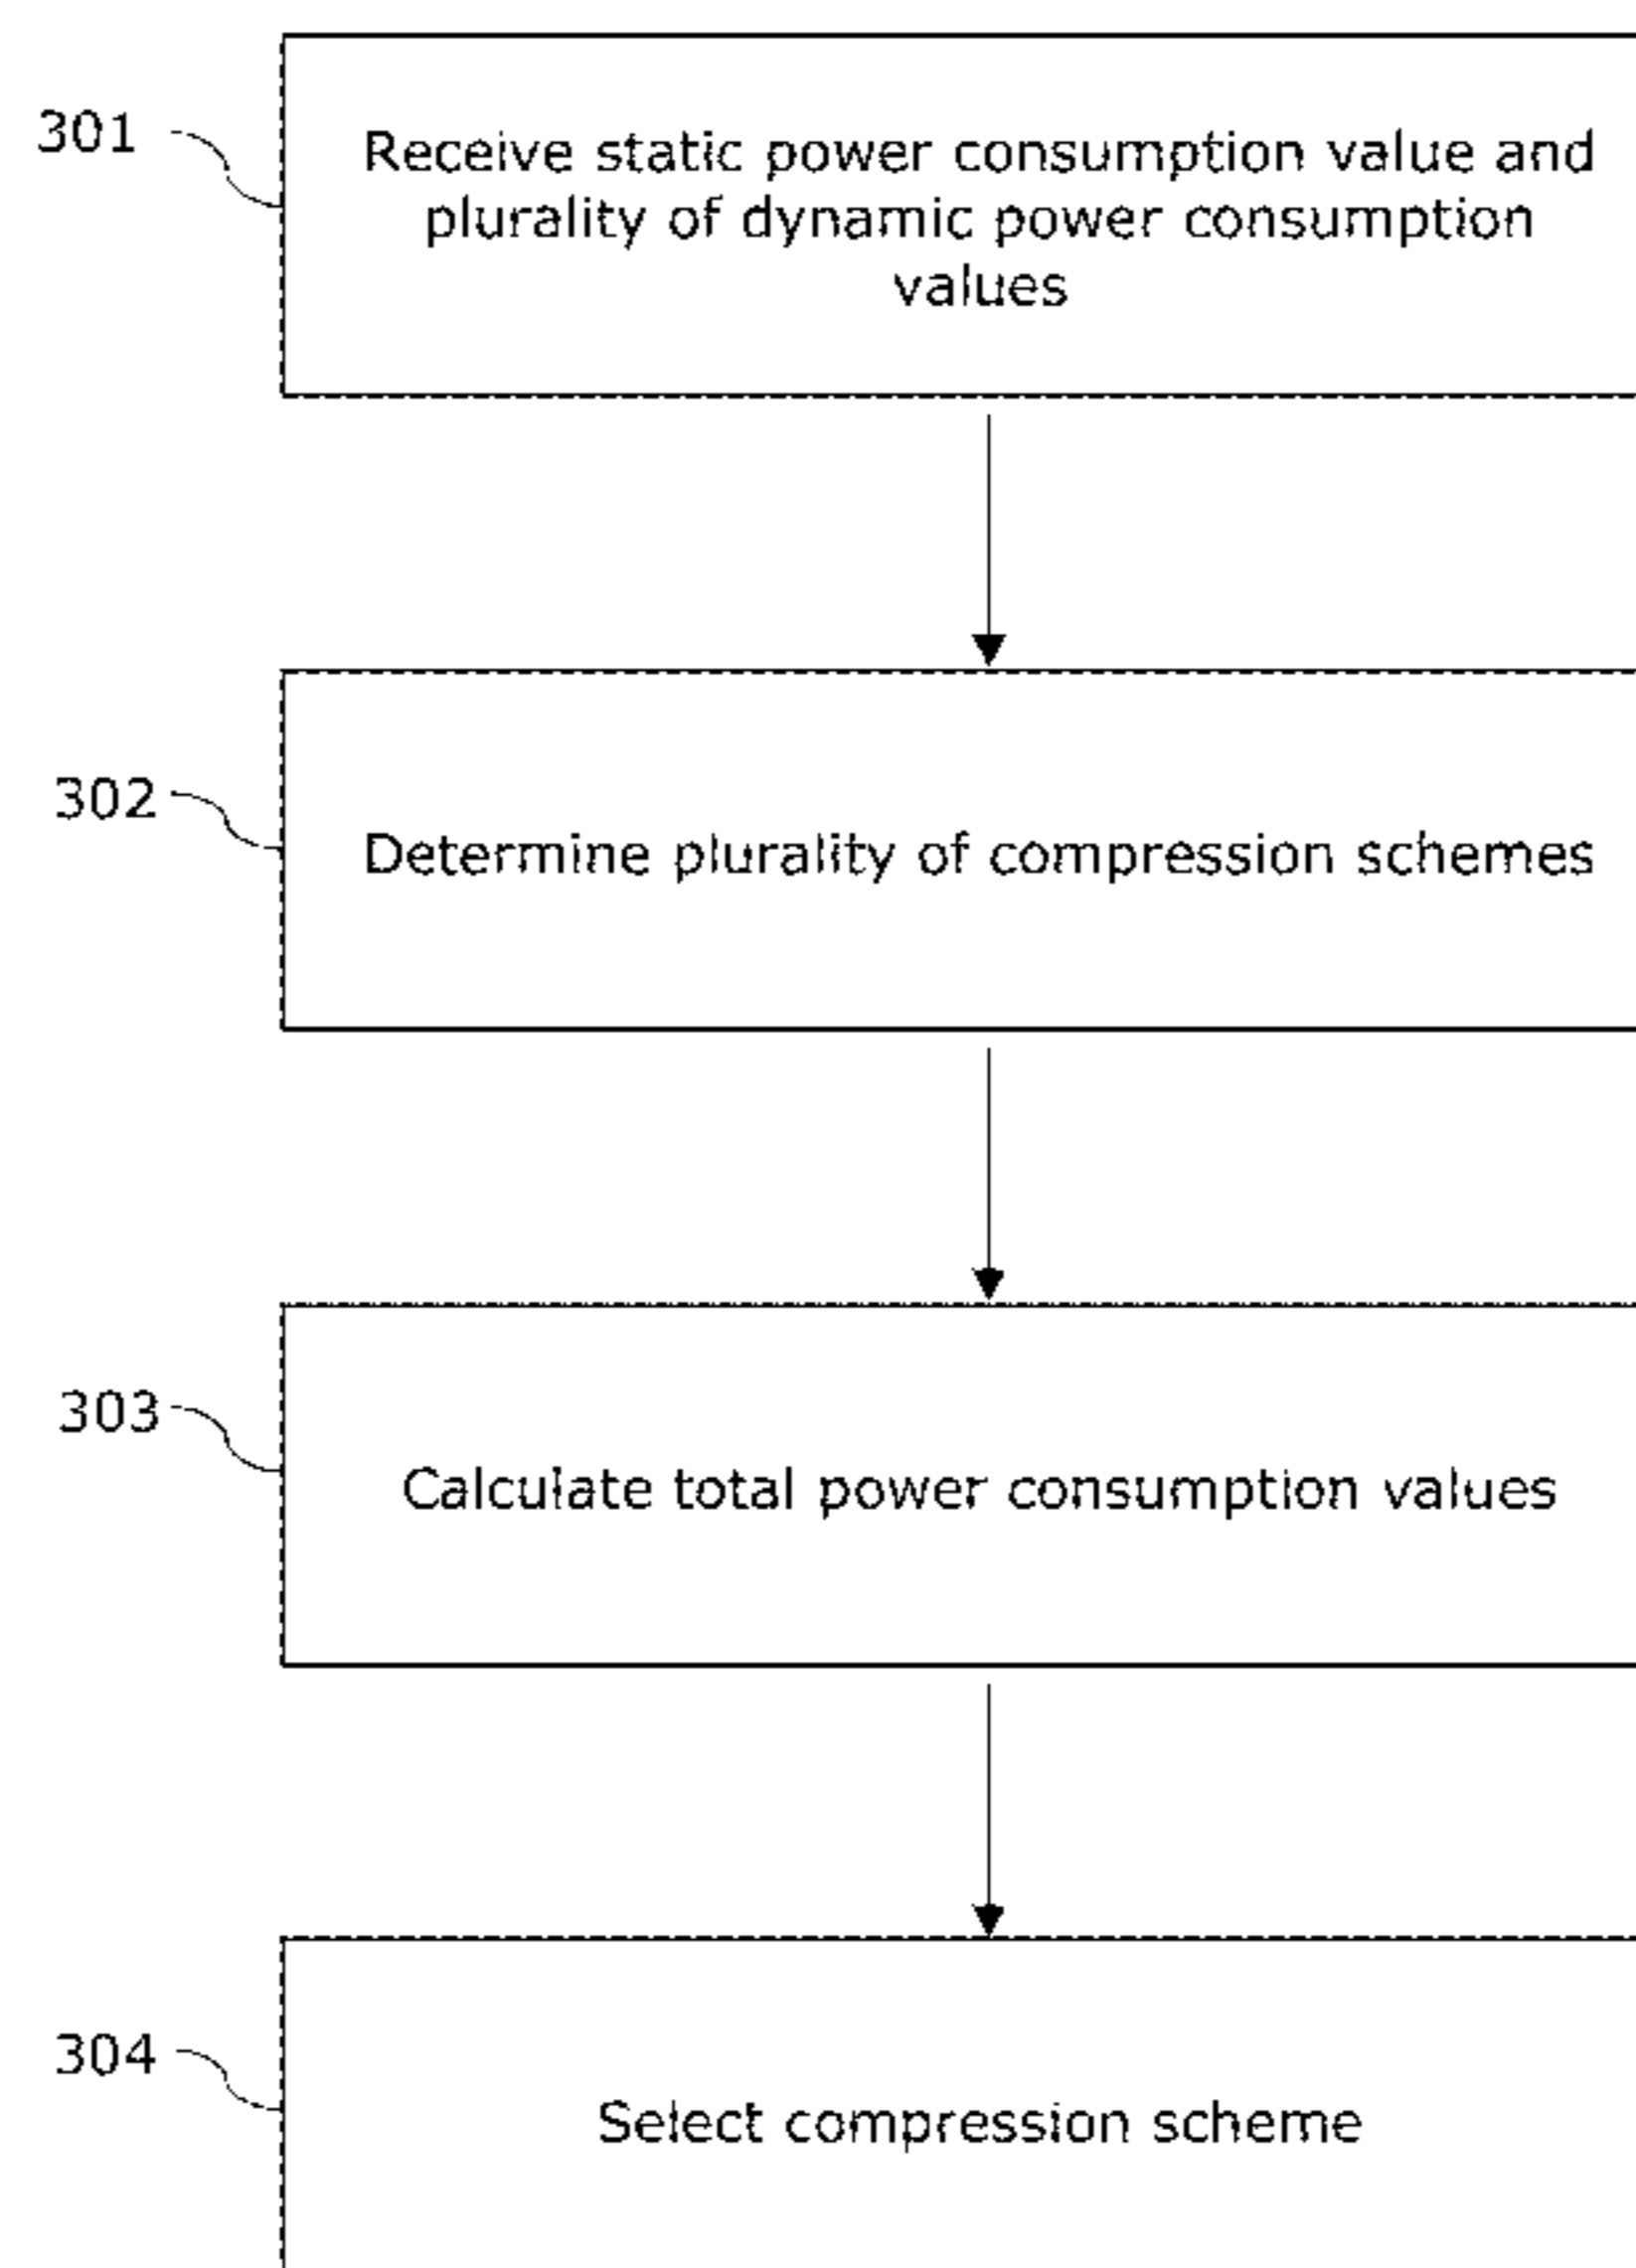 301
Receive static power consumption value and
plurality of dynamic power consumption
values
302
Determine plurality of compression schemes
303
Calculate total power consumption values
304
Select compression scheme